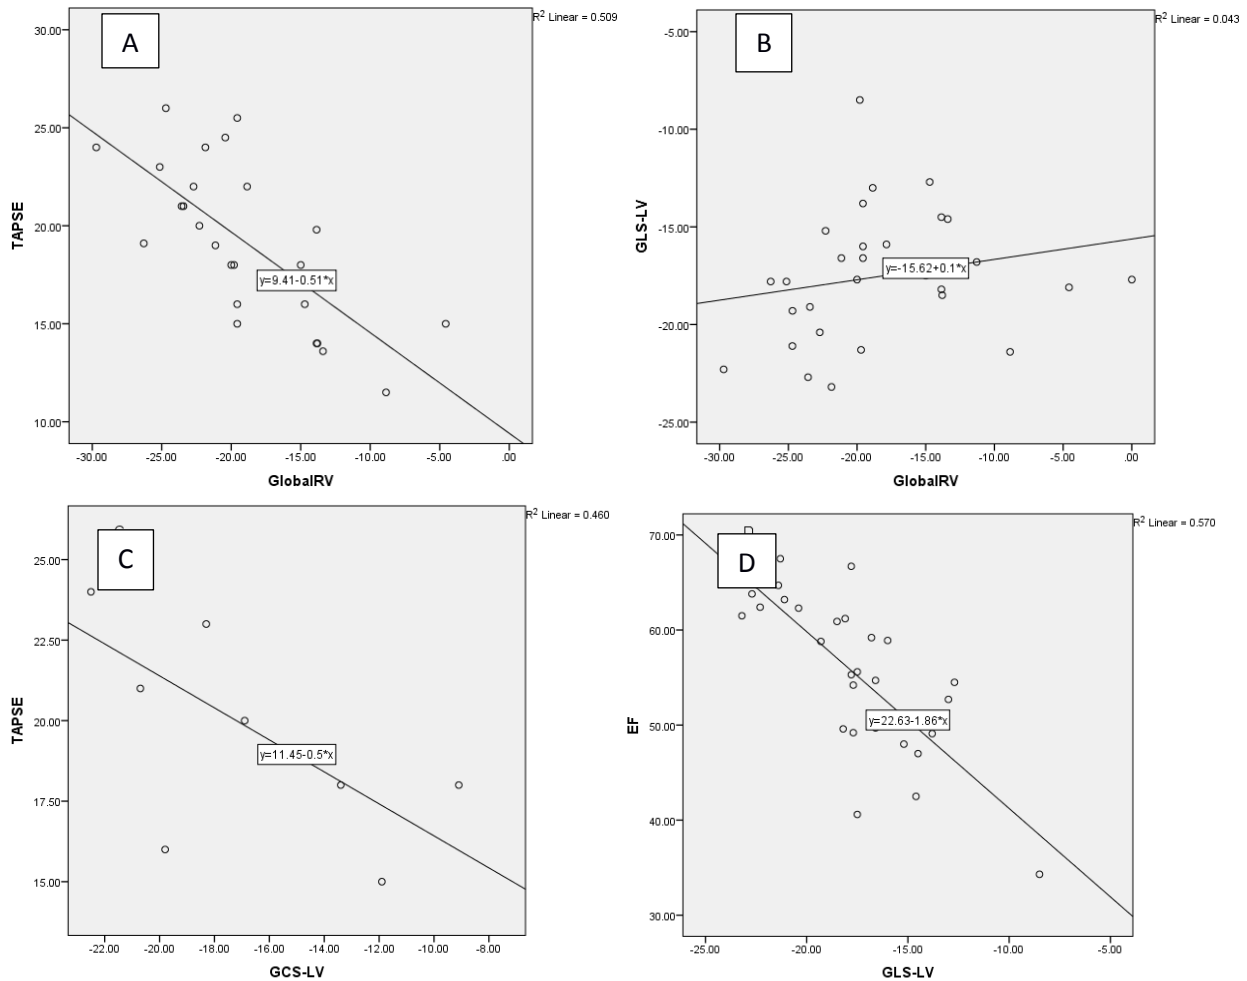 A
R² Linear = 0.509
30.00
25.00
20.00
15.00
10.00
TAPSE
y=9.41-0.51*x
-30.00 -25.00 -20.00 -15.00 -10.00 -5.00 .00
GlobalRV
B
R² Linear = 0.043
-5.00
-10.00
-15.00
-20.00
-25.00
GLS-LV
y=-15.62+0.1*x
-30.00 -25.00 -20.00 -15.00 -10.00 -5.00 .00
GlobalRV
C
R² Linear = 0.460
25.00
22.50
20.00
17.50
15.00
TAPSE
y=11.45-0.5*x
-22.00 -20.00 -18.00 -16.00 -14.00 -12.00 -10.00 -8.00
GCS-LV
D
R² Linear = 0.570
70.00
60.00
50.00
40.00
30.00
EF
y=22.63-1.86*x
-25.00 -20.00 -15.00 -10.00 -5.00
GLS-LV